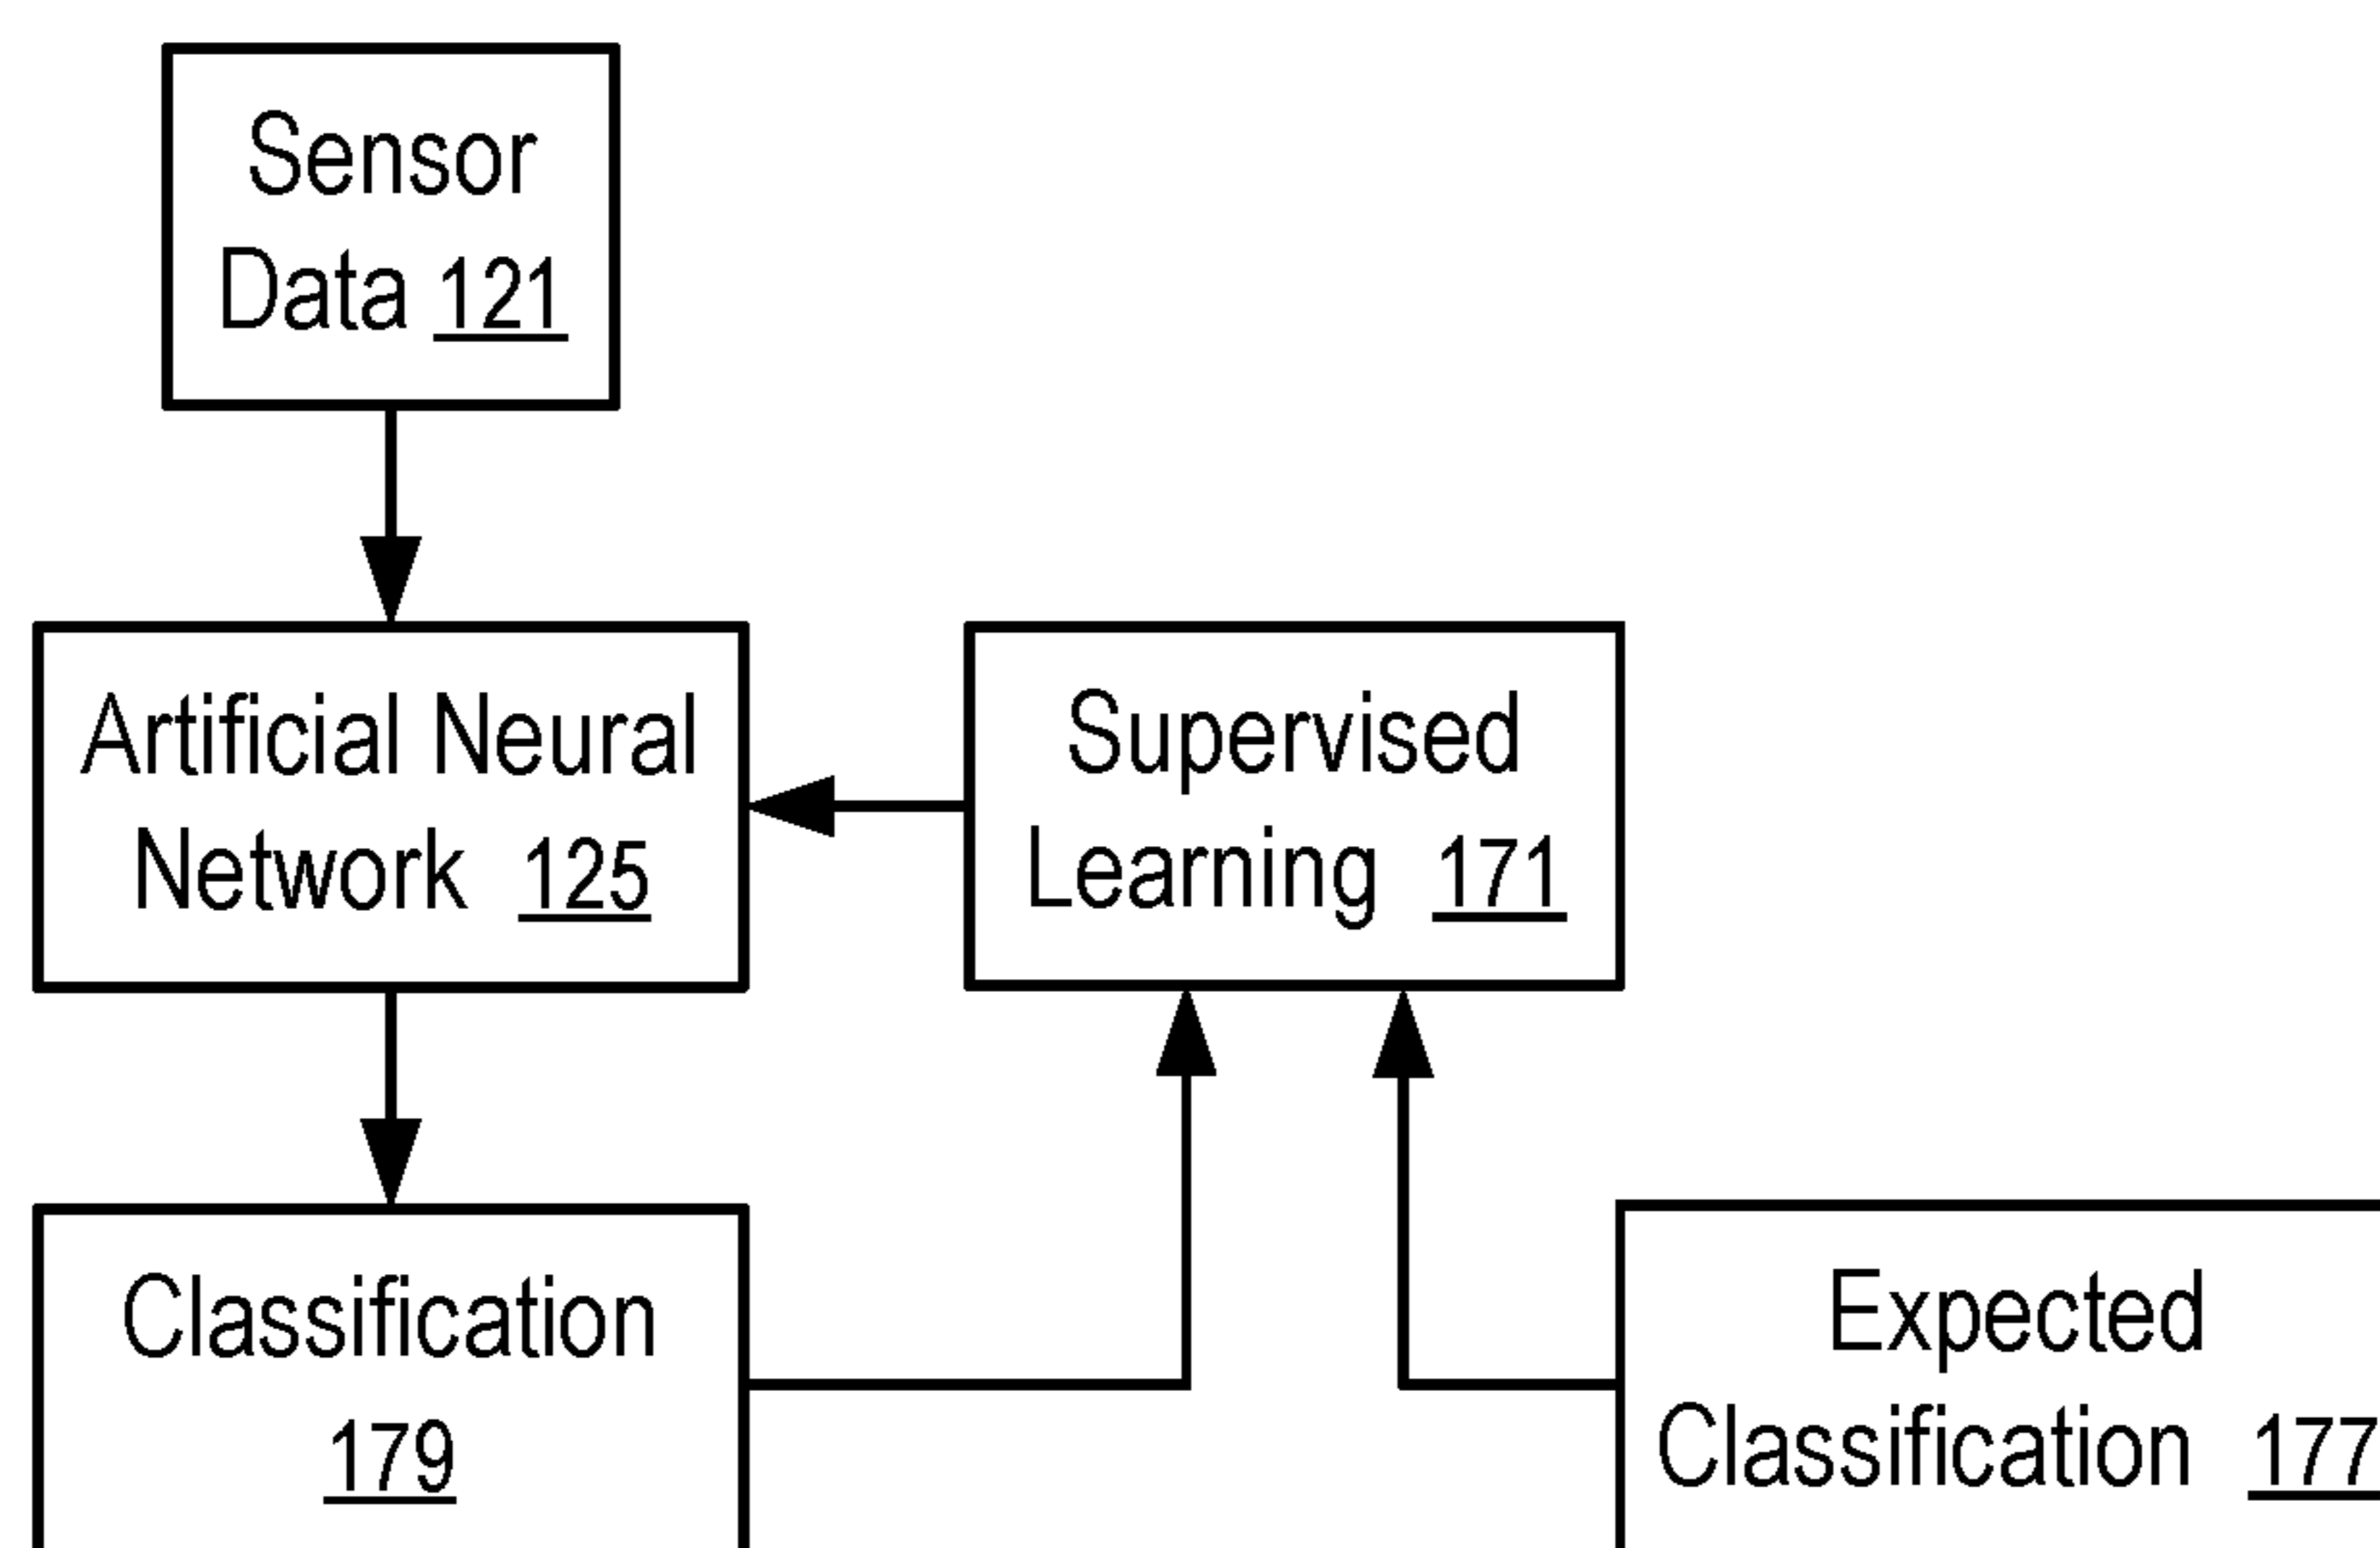 Sensor
Data 121
Artificial Neural
Network 125
Supervised
Learning 171
Classification
179
Expected
Classification 177